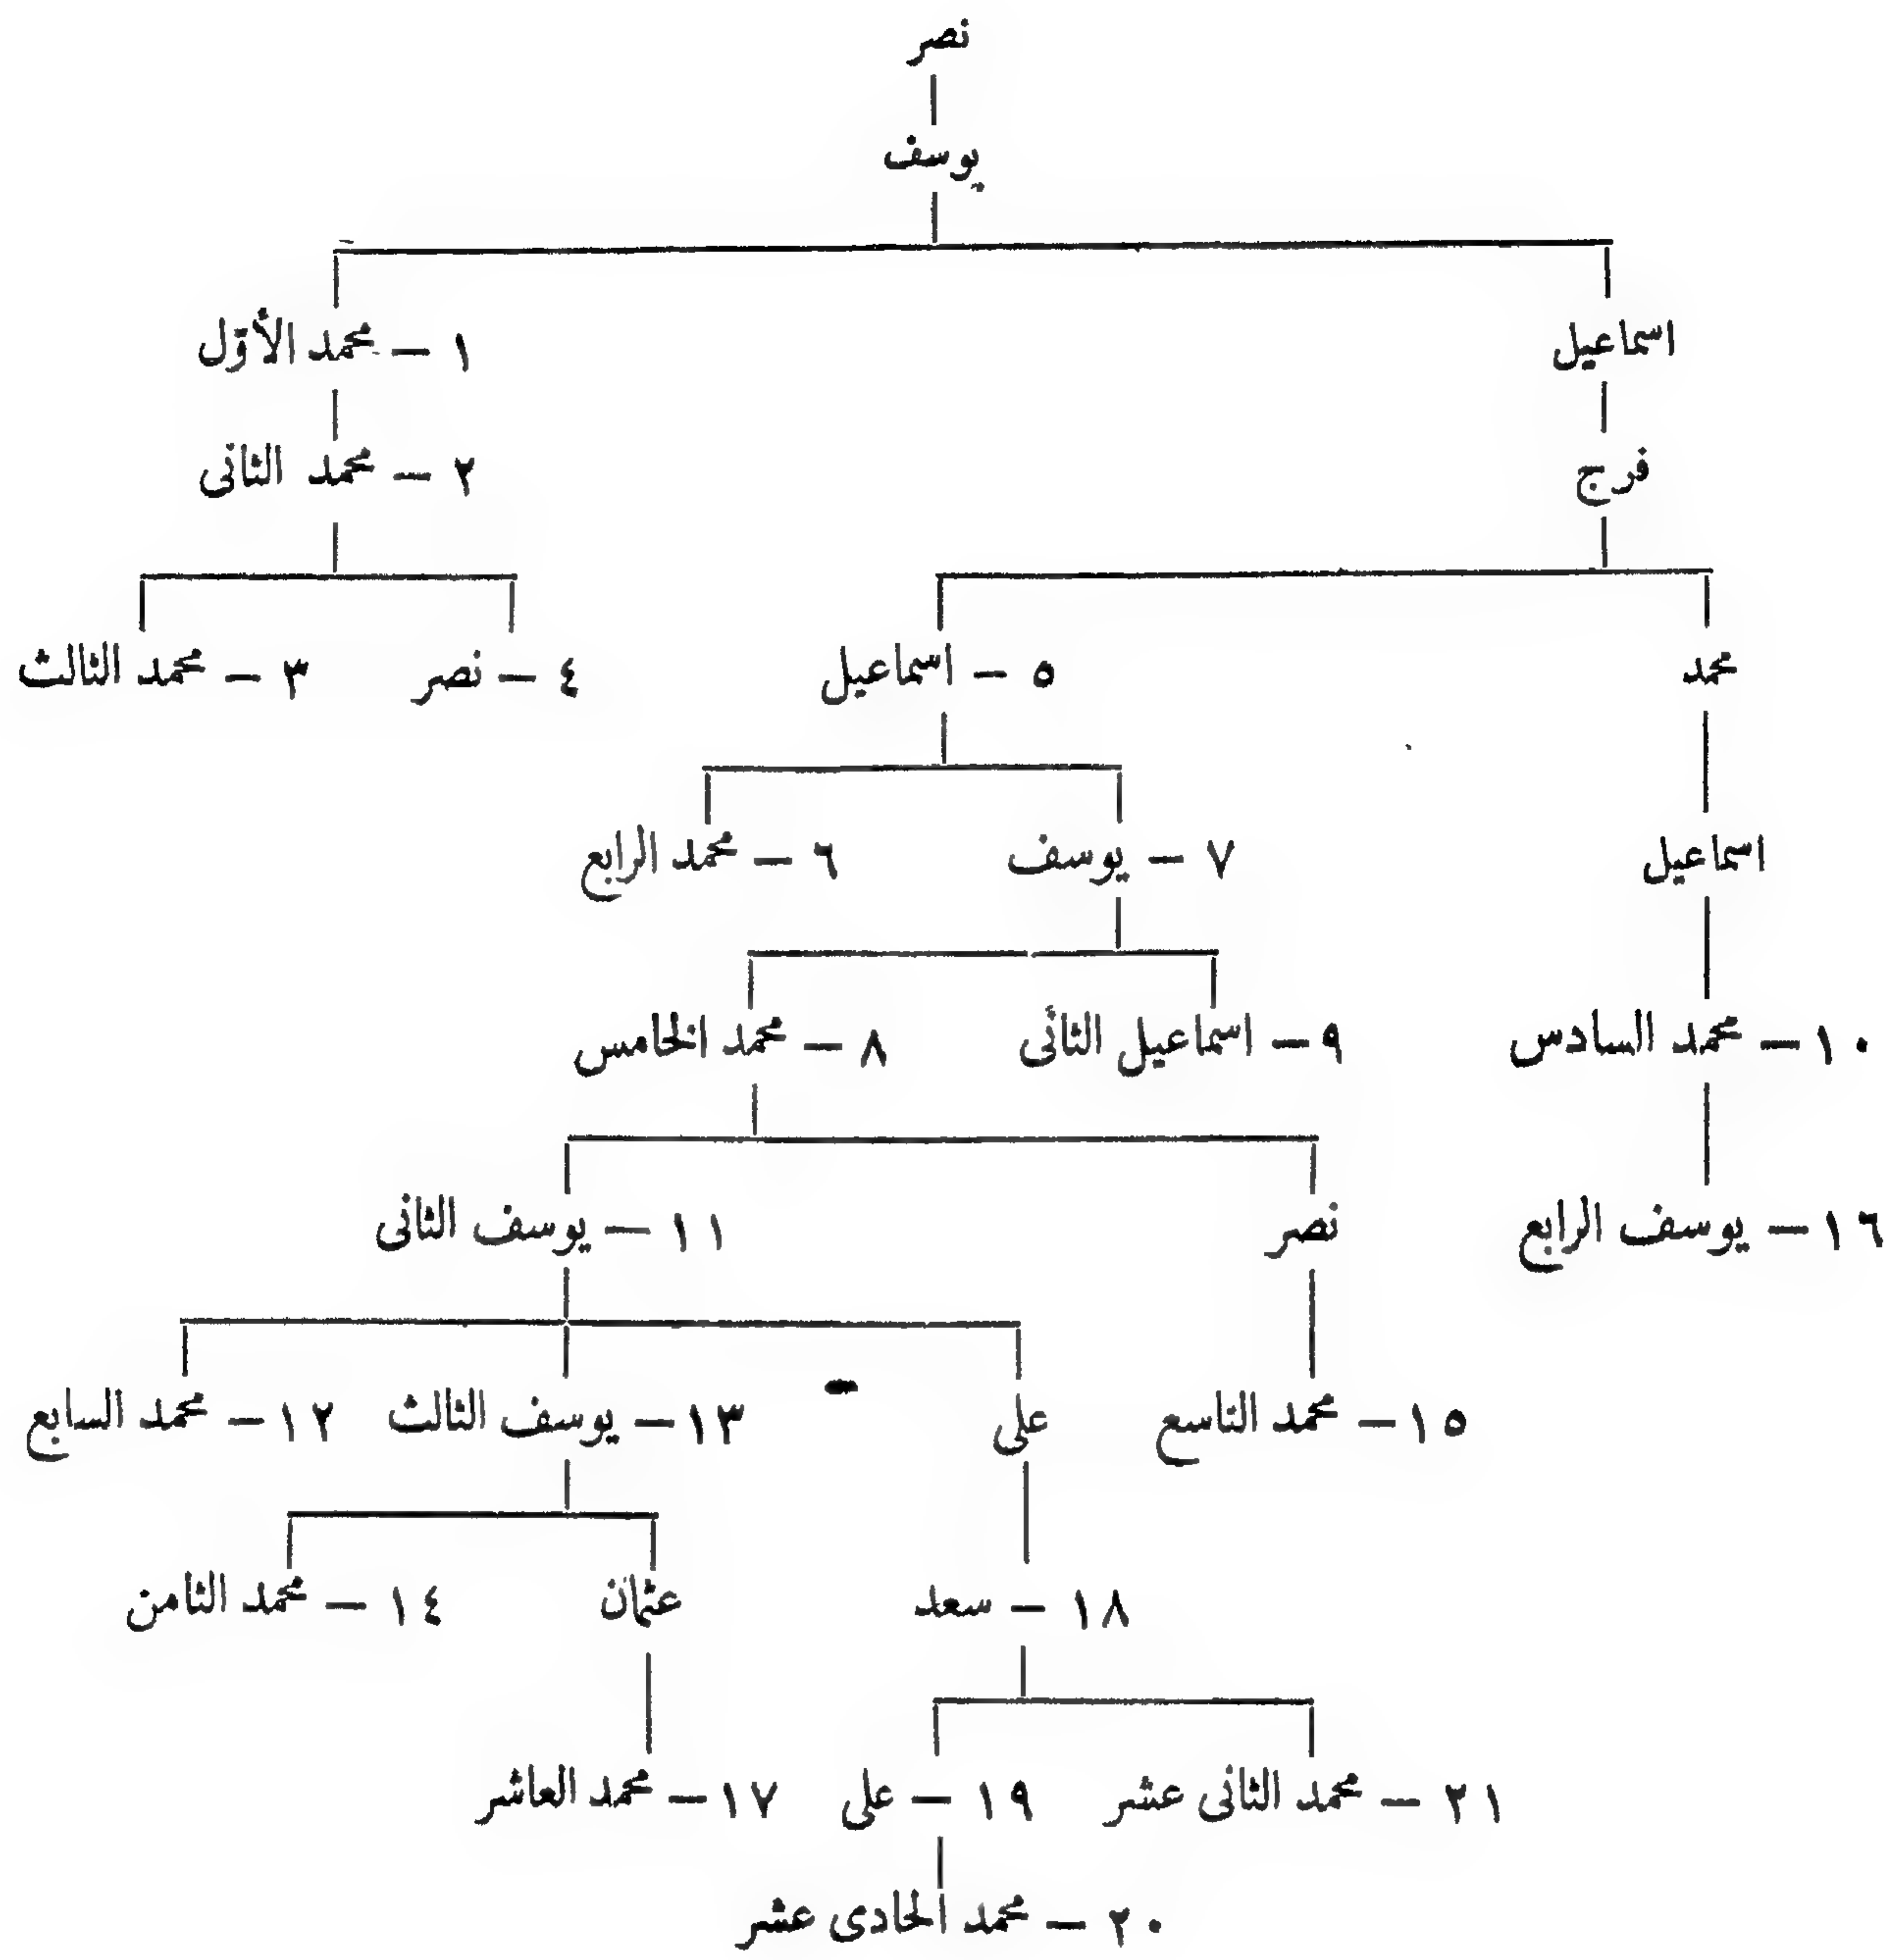 نصر
يوسف
اسماعيل
١ – محمد الأوّل
فرج
٢ – محمد الثانى
محمد
٥ – اسماعيل
٤ – نصر
٣ – محمد الثالث
اسماعيل
٧ – يوسف
٦ – محمد الرابع
١٠ – محمد السادس
٩ – اسماعيل الثانى
٨ – محمد الخامس
١٦ – يوسف الرابع
نصر
١١ – يوسف الثانى
١٥ – محمد التاسع
على
١٣ – يوسف الثالث
١٢ – محمد السابع
١٨ – سعد
عثمان
١٤ – محمد الثامن
٢١ – محمد الثانى عشر
١٩ – على
١٧ – محمد العاشر
٢٠ – محمد الحادى عشر